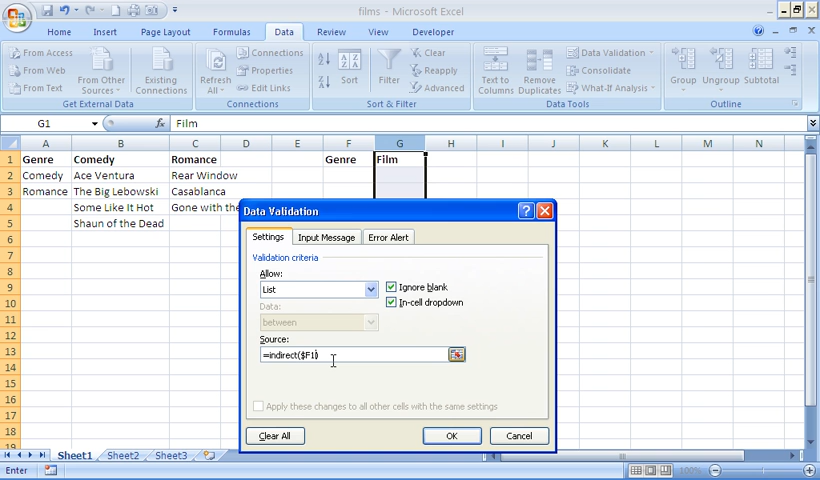 films - Microsoft Excel
Home Insert Page Layout Formulas Data Review View Developer
From Access
From Web
From Text
From Other Sources
Existing Connections
Get External Data
Refresh All
Connections
Properties
Edit Links
Connections
Sort
Filter
Clear
Reapply
Advanced
Sort & Filter
Text to Columns
Remove Duplicates
Data Validation
Consolidate
What-If Analysis
Data Tools
Group
Ungroup
Subtotal
Outline
G1 fx Film
A B C D E F G H I J K L M N
1 Genre Comedy Romance Genre Film
2 Comedy Ace Ventura Rear Window
3 Romance The Big Lebowski Casablanca
4 Some Like It Hot Gone with the
5 Shaun of the Dead
6
7
8
9
10
11
12
13
14
15
16
17
18
19
Data Validation
Settings Input Message Error Alert
Validation criteria
Allow:
List
Ignore blank
In-cell dropdown
Data:
between
Source:
=indirect($F1)
Apply these changes to all other cells with the same settings
Clear All OK Cancel
Sheet1 Sheet2 Sheet3
Enter 100%